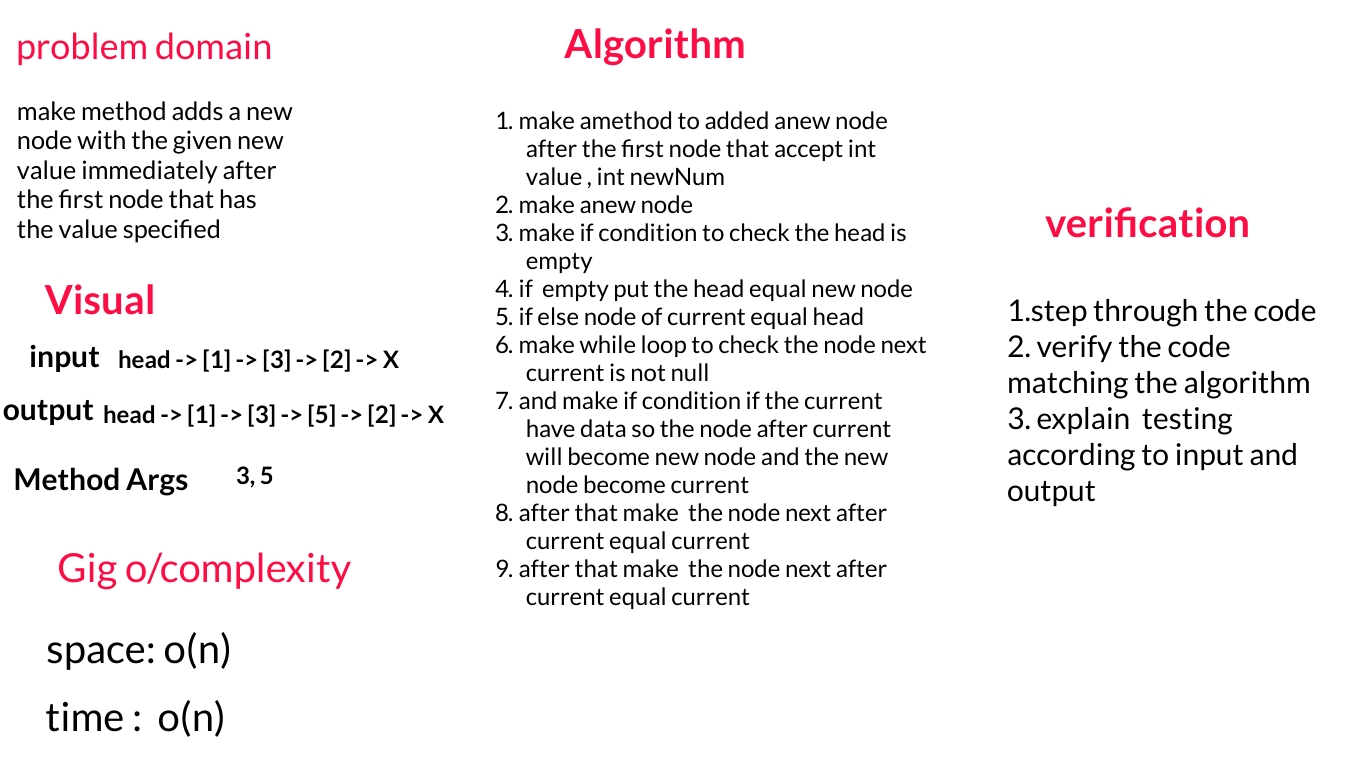 problem domain
make method adds a new
node with the given new
value immediately after
the first node that has
the value specified
Visual
input head -> [1] -> [3] -> [2] -> X
output head -> [1] -> [3] -> [5] -> [2] -> X
Method Args 3, 5
Gig o/complexity
space: o(n)
time : o(n)
Algorithm
1. make amethod to added anew node
after the first node that accept int
value , int newNum
2. make anew node
3. make if condition to check the head is
empty
4. if empty put the head equal new node
5. if else node of current equal head
6. make while loop to check the node next
current is not null
7. and make if condition if the current
have data so the node after current
will become new node and the new
node become current
8. after that make the node next after
current equal current
9. after that make the node next after
current equal current
verification
1.step through the code
2. verify the code
matching the algorithm
3. explain testing
according to input and
output